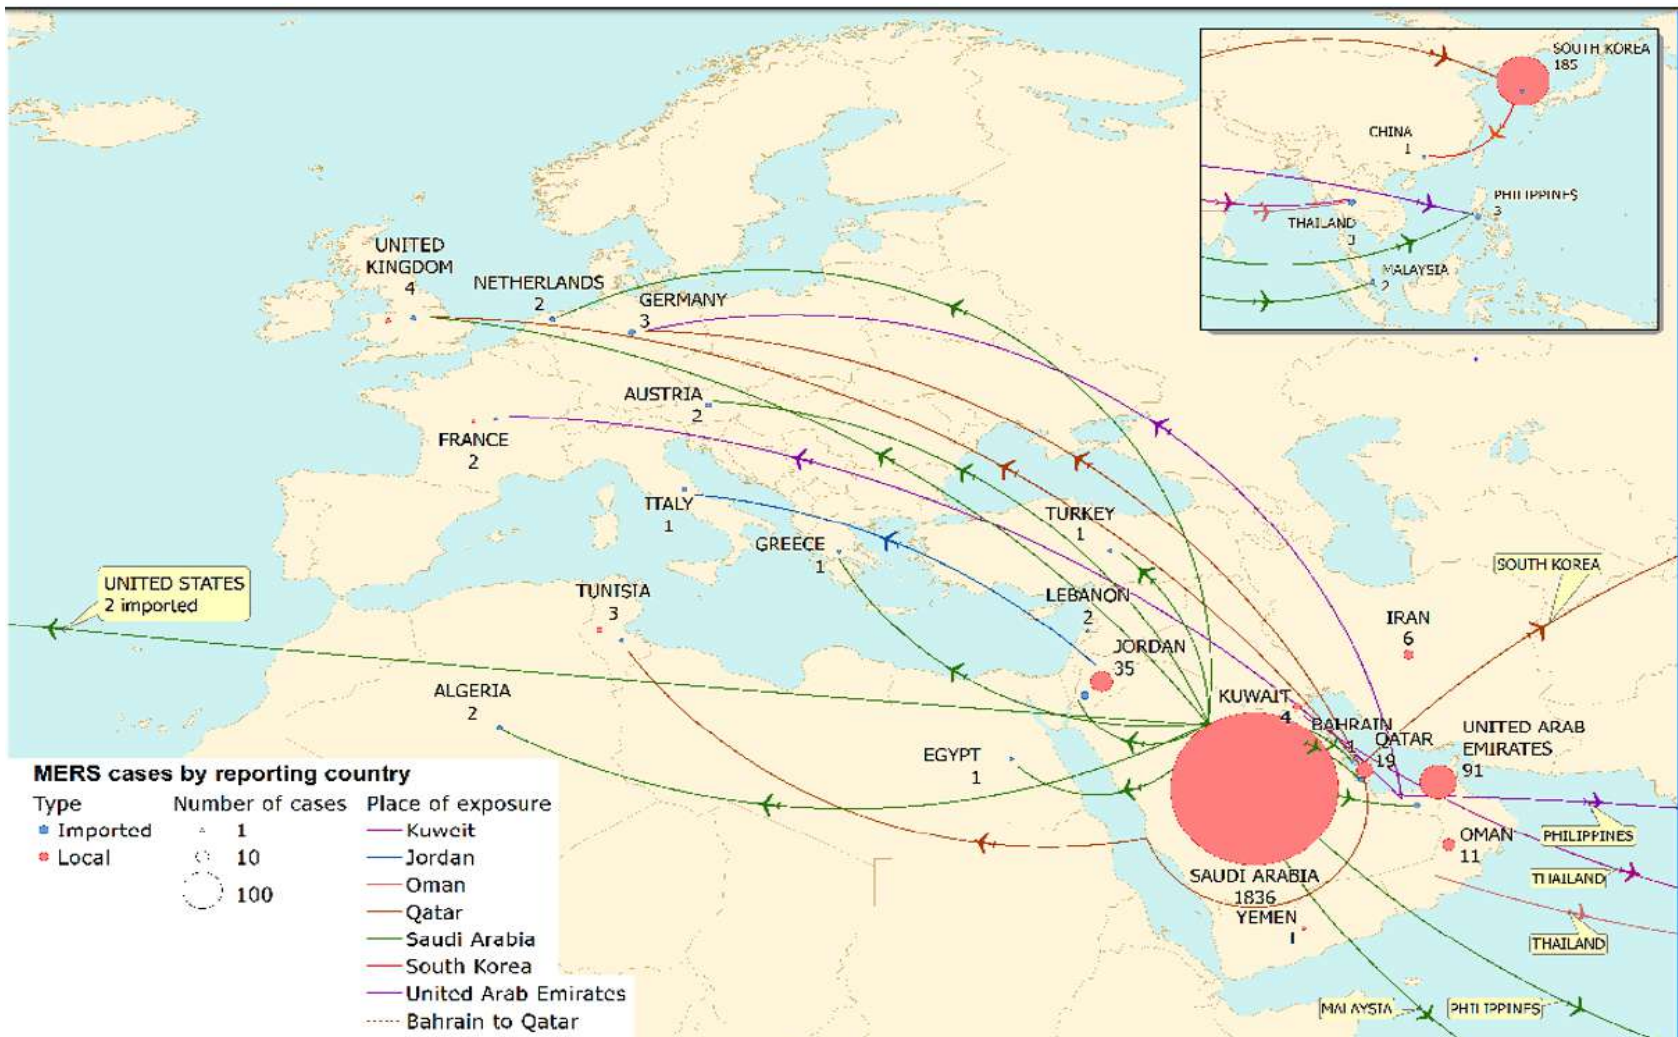 SOUTH KOREA
185
CHINA
1
PHILIPPINES
3
THAILAND
3
MALAYSIA
2
UNITED
KINGDOM
4
NETHERLANDS
2
GERMANY
3
AUSTRIA
2
FRANCE
2
ITALY
1
GREECE
1
TURKEY
1
UNITED STATES
2 imported
TUNISIA
3
LEBANON
2
SOUTH KOREA
IRAN
6
JORDAN
35
ALGERIA
2
KUWAIT
4
BAHRAIN
1
QATAR
19
UNITED ARAB
EMIRATES
91
EGYPT
1
PHILIPPINES
OMAN
11
THAILAND
SAUDI ARABIA
1836
YEMEN
1
THAILAND
MALAYSIA
PHILIPPINES
MERS cases by reporting country
Type
Imported
Local
Number of cases
1
10
100
Place of exposure
Kuweit
Jordan
Oman
Qatar
Saudi Arabia
South Korea
United Arab Emirates
Bahrain to Qatar